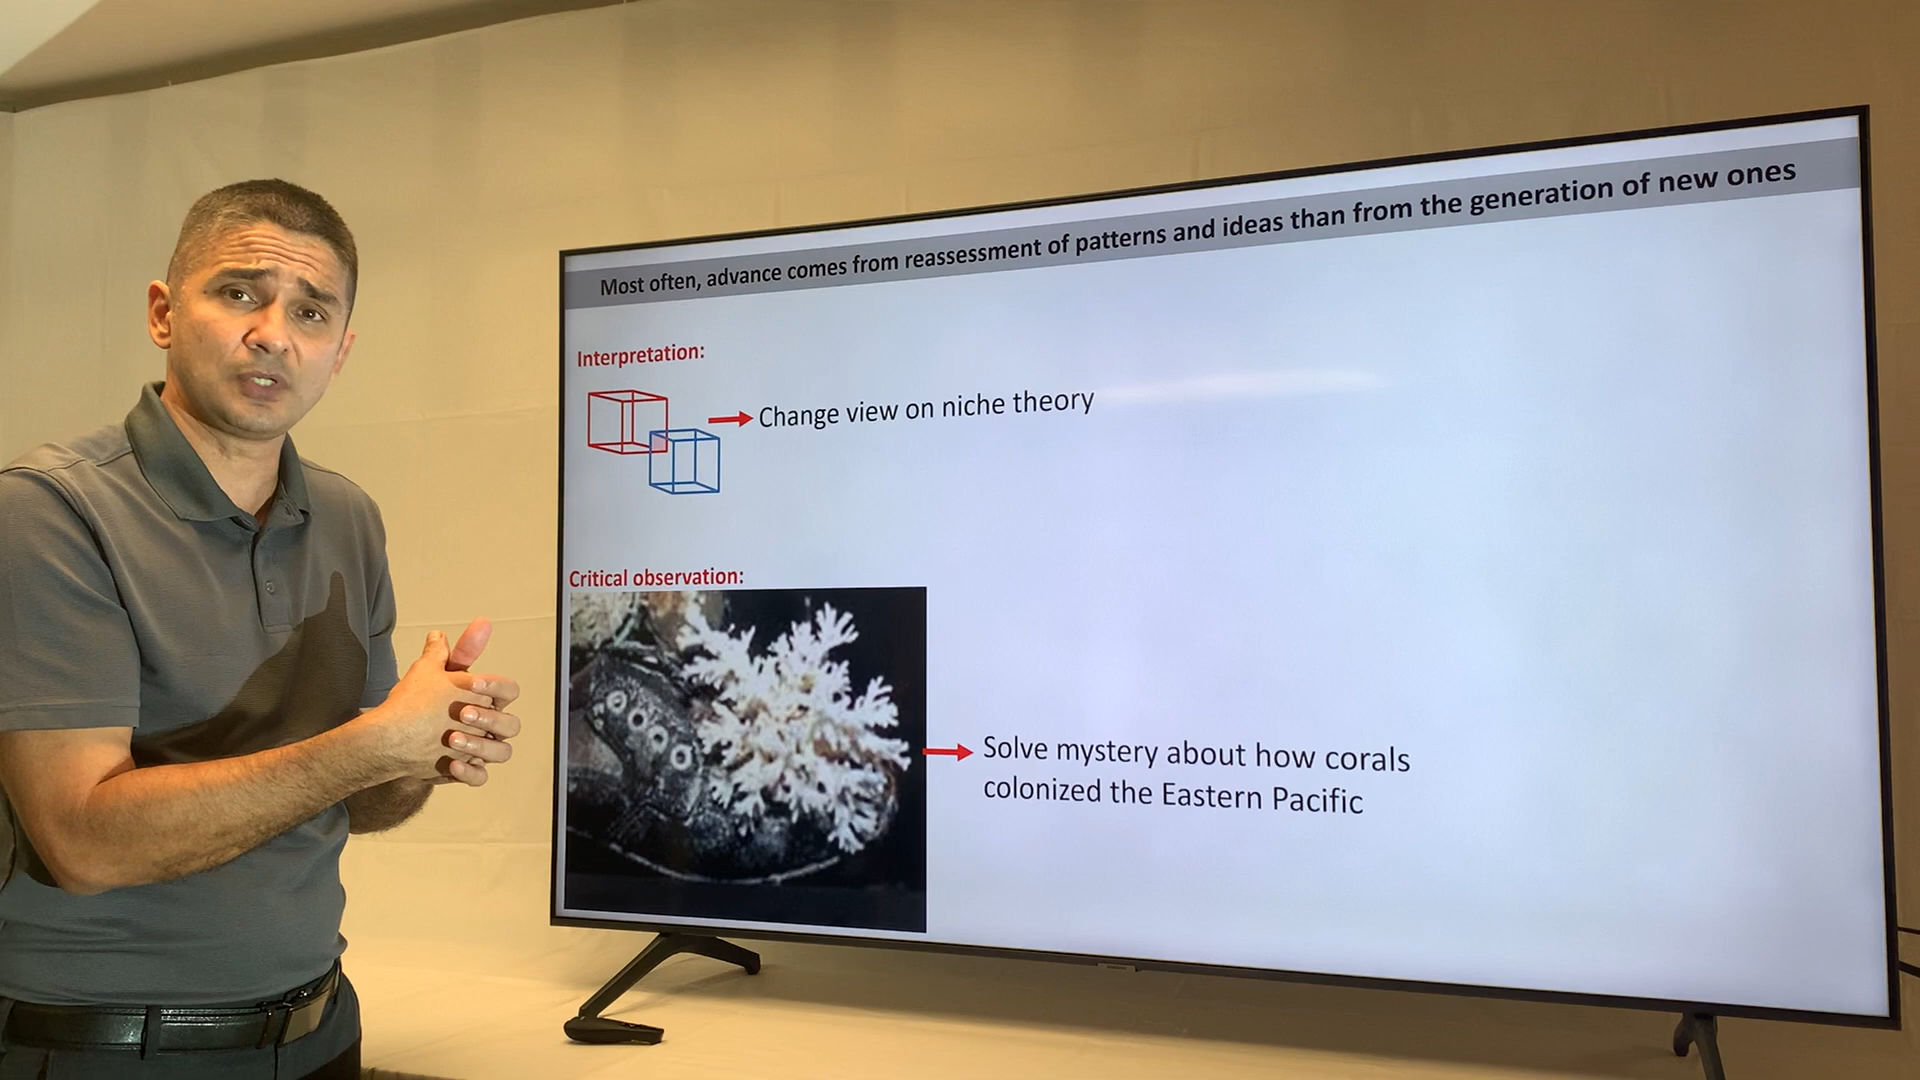 Most often, advance comes from reassessment of patterns and ideas than from the generation of new ones
Interpretation:
Change view on niche theory
Critical observation:
Solve mystery about how corals
colonized the Eastern Pacific